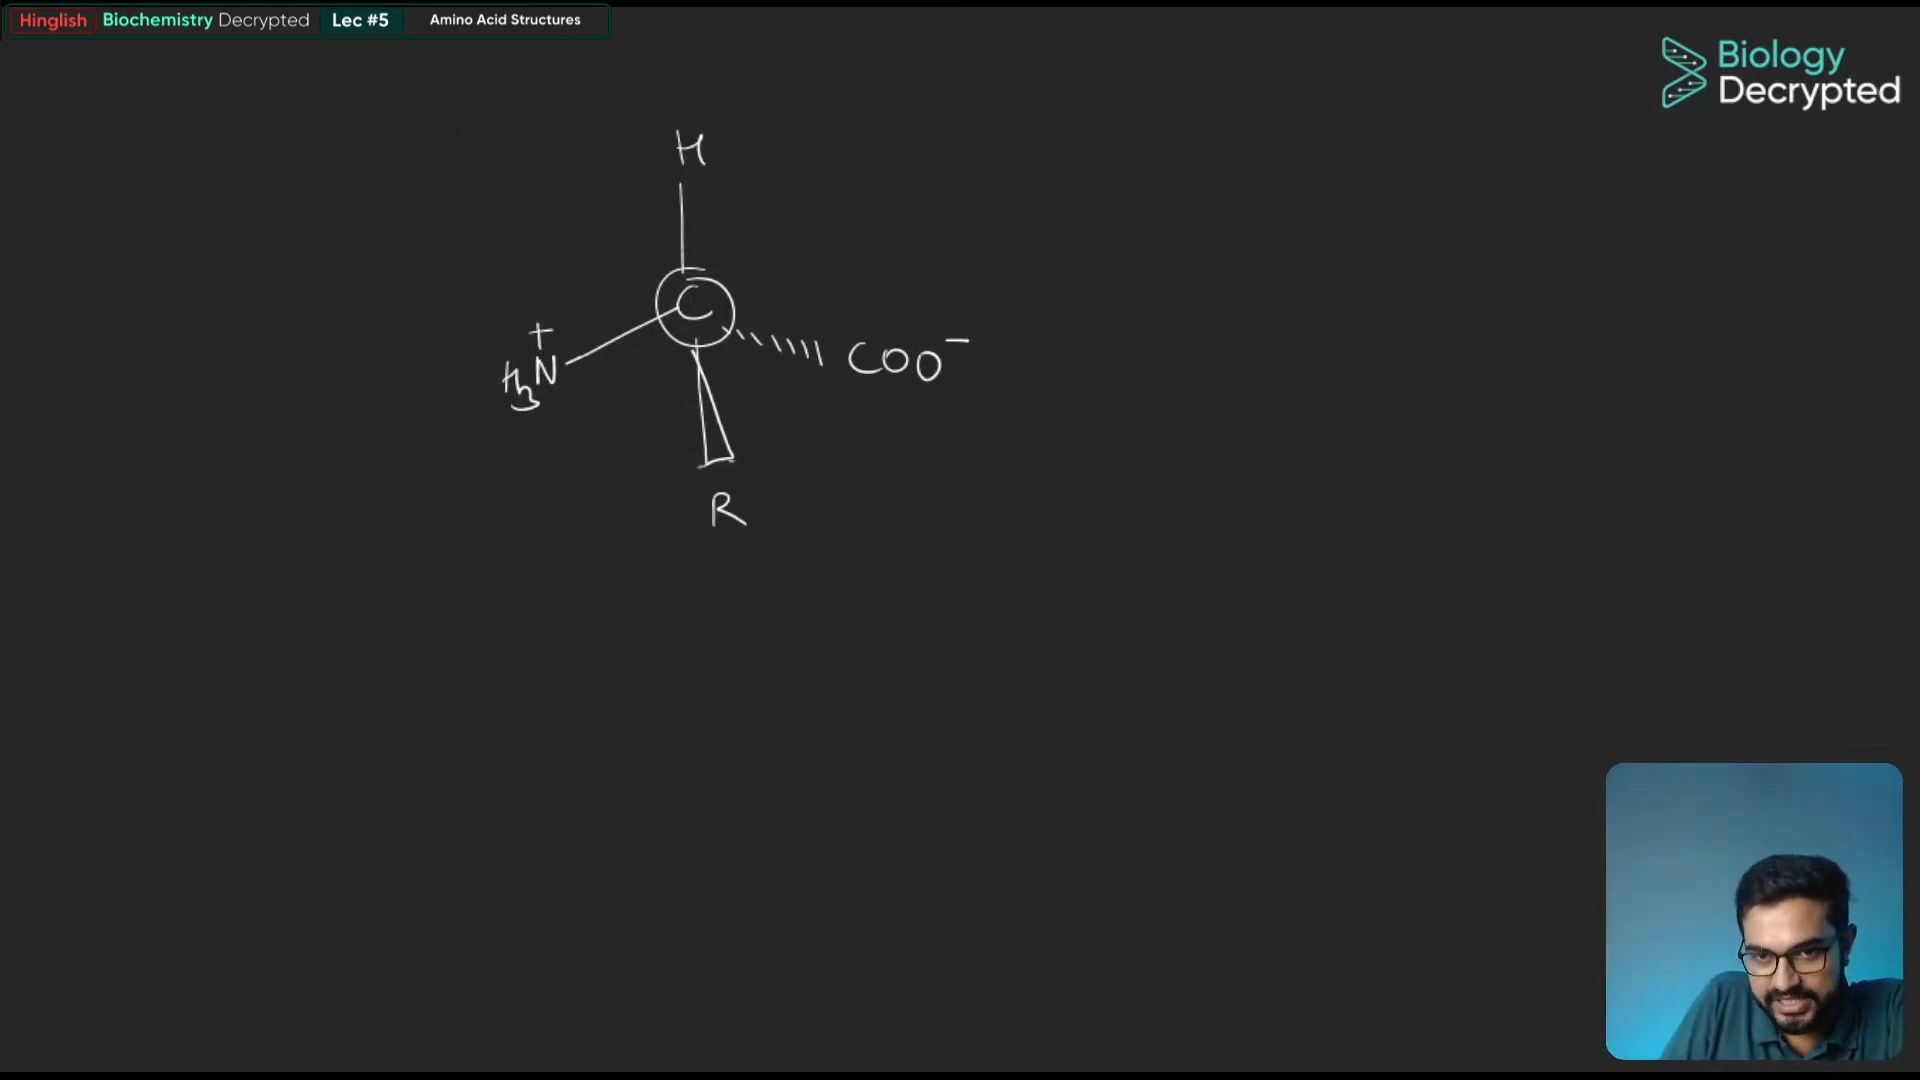 Hinglish Biochemistry Decrypted Lec #5 Amino Acid Structures
Biology
Decrypted
H
C
+
H3N
COO−
R